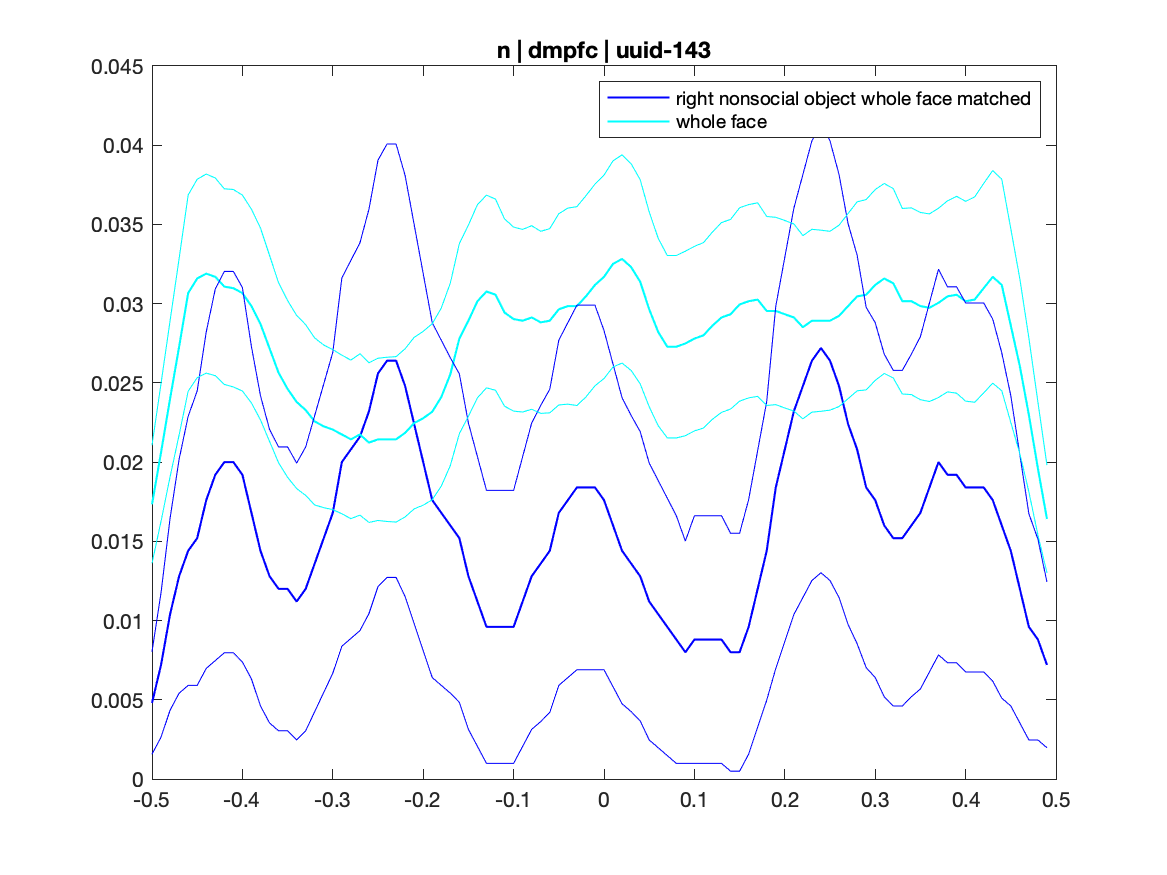 n | dmpfc | uuid-143
right nonsocial object whole face matched
whole face
0.045
0.04
0.035
0.03
0.025
0.02
0.015
0.01
0.005
0
-0.5 -0.4 -0.3 -0.2 -0.1 0 0.1 0.2 0.3 0.4 0.5